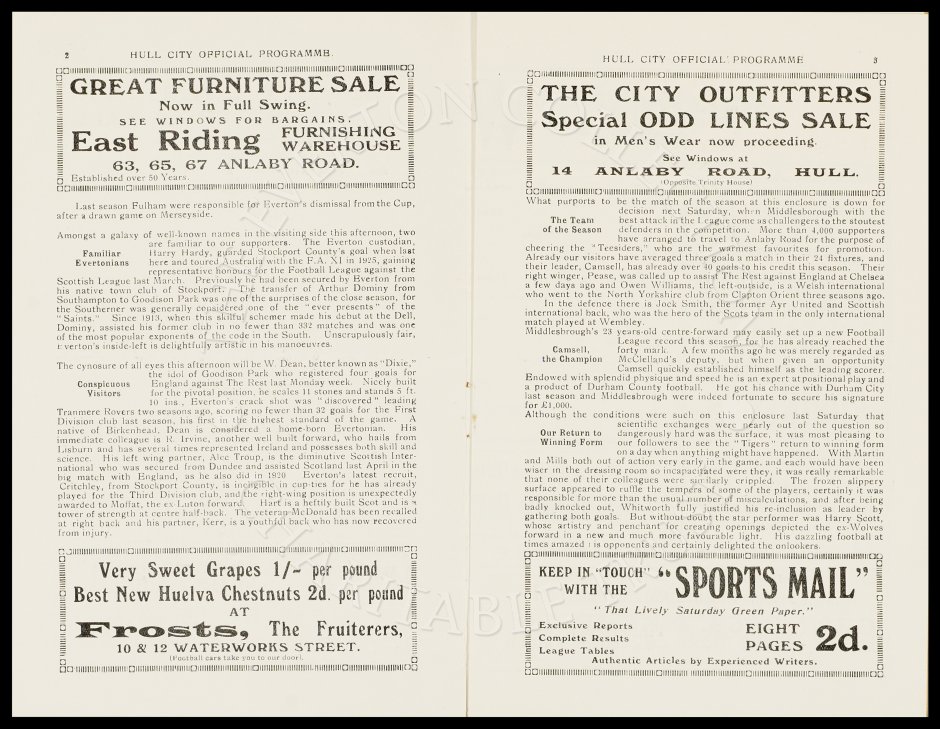 2 HULL CITY OFFICIAL PROGRAMME.
GREAT FURNITURE SALE
Now in Full Swing.
SEE WINDOWS FOR BARGAINS.
East Riding FURNISHING WAREHOUSE
63, 65, 67 ANLABY ROAD.
Established over 50 Years.
Last season Fulham were responsible for Everton's dismissal from the Cup,
after a drawn game on Merseyside.
Amongst a galaxy of well-known names in the visiting side this afternoon, two
are familiar to our supporters. The Everton custodian,
Familiar Evertonians
Harry Hardy, guarded Stockport County's goal when last
here and toured Australia with the F.A. XI in 1925, gaining
representative honours for the Football League against the
Scottish League last March. Previously he had been secured by Everton from
his native town club of Stockport. The transfer of Arthur Dominy from
Southampton to Goodison Park was one of the surprises of the close season, for
the Southerner was generally considered one of the "ever presents of the
"Saints." Since 1913, when this skilful schemer made his debut at the Dell,
Dominy, assisted his former club in no fewer than 332 matches and was one
of the most popular exponents of the code in the South. Unscrupulously fair,
Everton's inside-left is delightfully artistic in his manoeuvres.
The cynosure of all eyes this afternoon will be W. Dean, better known as "Dixie,"
the idol of Goodison Park who registered four goals for
Conspicuous Visitors
England against The Rest last Monday week. Nicely built
for the pivotal position, he scales 11 stones and stands 5 ft.
10 ins, Everton's crack shot was "discovered" leading
Tranmere Rovers two seasons ago, scoring no fewer than 32 goals for the First
Division club last season, his first in the highest standard of the game. A
native of Birkenhead, Dean is considered a home-born Evertonian. His
immediate colleague is R. Irvine, another well built forward, who hails from
Lisburn and has several times represented Ireland and possesses both skill and
science. His left wing partner, Alec Troup, is the diminutive Scottish Inter-
national who was secured from Dundee and assisted Scotland last April in the
big match with England, as he also did in 1920 Everton's latest recruit,
Critchley, from Stockport County, is incigible in cup-ties for he has already
played for the Third Division club, and the right-wing position is unexpectedly
awarded to Moffat, the ex-Luton forward. Hart is a heftily built Scot and is a
tower of strength at centre half-back. The veteran McDonald has been recalled
at right back and his partner, Kerr, is a youthful back who has now recovered
from injury.
Very Sweet Grapes 1/- per pound
Best New Huelva Chestnuts 2d. per pound
AT
Frosts, The Fruiterers,
10 & 12 WATERWORKS STREET.
(Football cars take you to our door).
HULL CITY OFFICIAL PROGRAMME 3
THE CITY OUTFITTERS
Special ODD LINES SALE
in Men's Wear now proceeding.
See Windows at
14 ANLABY ROAD, HULL.
(Opposite Trinity House)
What purports to be the match of the season at this enclosure is down for
decision next Saturday, when Middlesborough with the
The Team of the Season
best attack in the League come as challengers to the stoutest
defenders in the competition. More than 4,000 supporters
have arranged to travel to Anlaby Road for the purpose of
cheering the "Teesiders," who are the warmest favourites for promotion.
Already our visitors have averaged three goals a match in their 24 fixtures, and
their leader, Camsell, has already over 40 goals to his credit this season. Their
right winger, Pease, was called up to assist The Rest against England at Chelsea
a few days ago and Owen Williams, the left-outside, is a Welsh international
who went to the North Yorkshire club from Clapton Orient three seasons ago.
In the defence there is Jock Smith, the former Ayr United and Scottish
international back, who was the hero of the Scots team in the only international
match played at Wembley.
Middlesbrough's 23 years-old centre-forward may easily set up a new Football
League record this season, for he has already reached the
Camsell, the Champion
forty mark. A few months ago he was merely regarded as
McClelland's deputy, but when given an opportunity
Camsell quickly established himself as the leading scorer.
Endowed with splendid physique and speed he is an expert at positional play and
a product of Durham County football. He got his chance with Durham City
last season and Middlesbrough were indeed fortunate to secure his signature
for £1,000.
Although the conditions were such on this enclosure last Saturday that
scientific exchanges were nearly out of the question so
Our Return to Winning Form
dangerously hard was the surface, it was most pleasing to
our followers to see the "Tigers" return to winning form
on a day when anything might have happened. With Martin
and Mills both out of action very early in the game, and each would have been
wiser in the dressing room so incapacitated were they, it was really remarkable
that none of their colleagues were similarly crippled. The frozen slippery
surface appeared to ruffle the tempers of some of the players, certainly it was
responsible for more than the usual number of miscalculations, and after being
badly knocked out, Whitworth fully justified his re-inclusion as leader by
gathering both goals. But without doubt the star performer was Harry Scott,
whose artistry and penchant for creating openings depicted the ex-Wolves
forward in a new and much more favourable light. His dazzling football at
times amazed his opponents and certainly delighted the onlookers.
KEEP IN "TOUCH" WITH THE "SPORTS MAIL"
"That Lively Saturday Green Paper."
Exclusive Reports
Complete Results
League Tables
EIGHT PAGES 2d.
Authentic Articles by Experienced Writers.